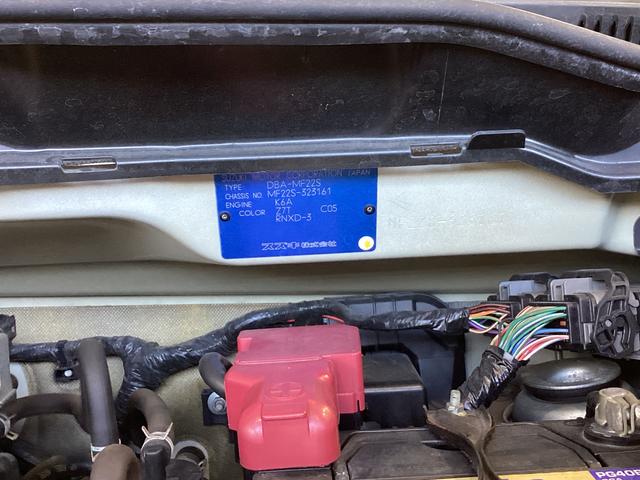 SUZUKI MOTOR CORPORATION JAPAN
TYPE DBA-MF22S
CHASSIS NO. MF22S-323161
ENGINE K6A
COLOR Z7T C05
RNXD-3
スズキ株式会社